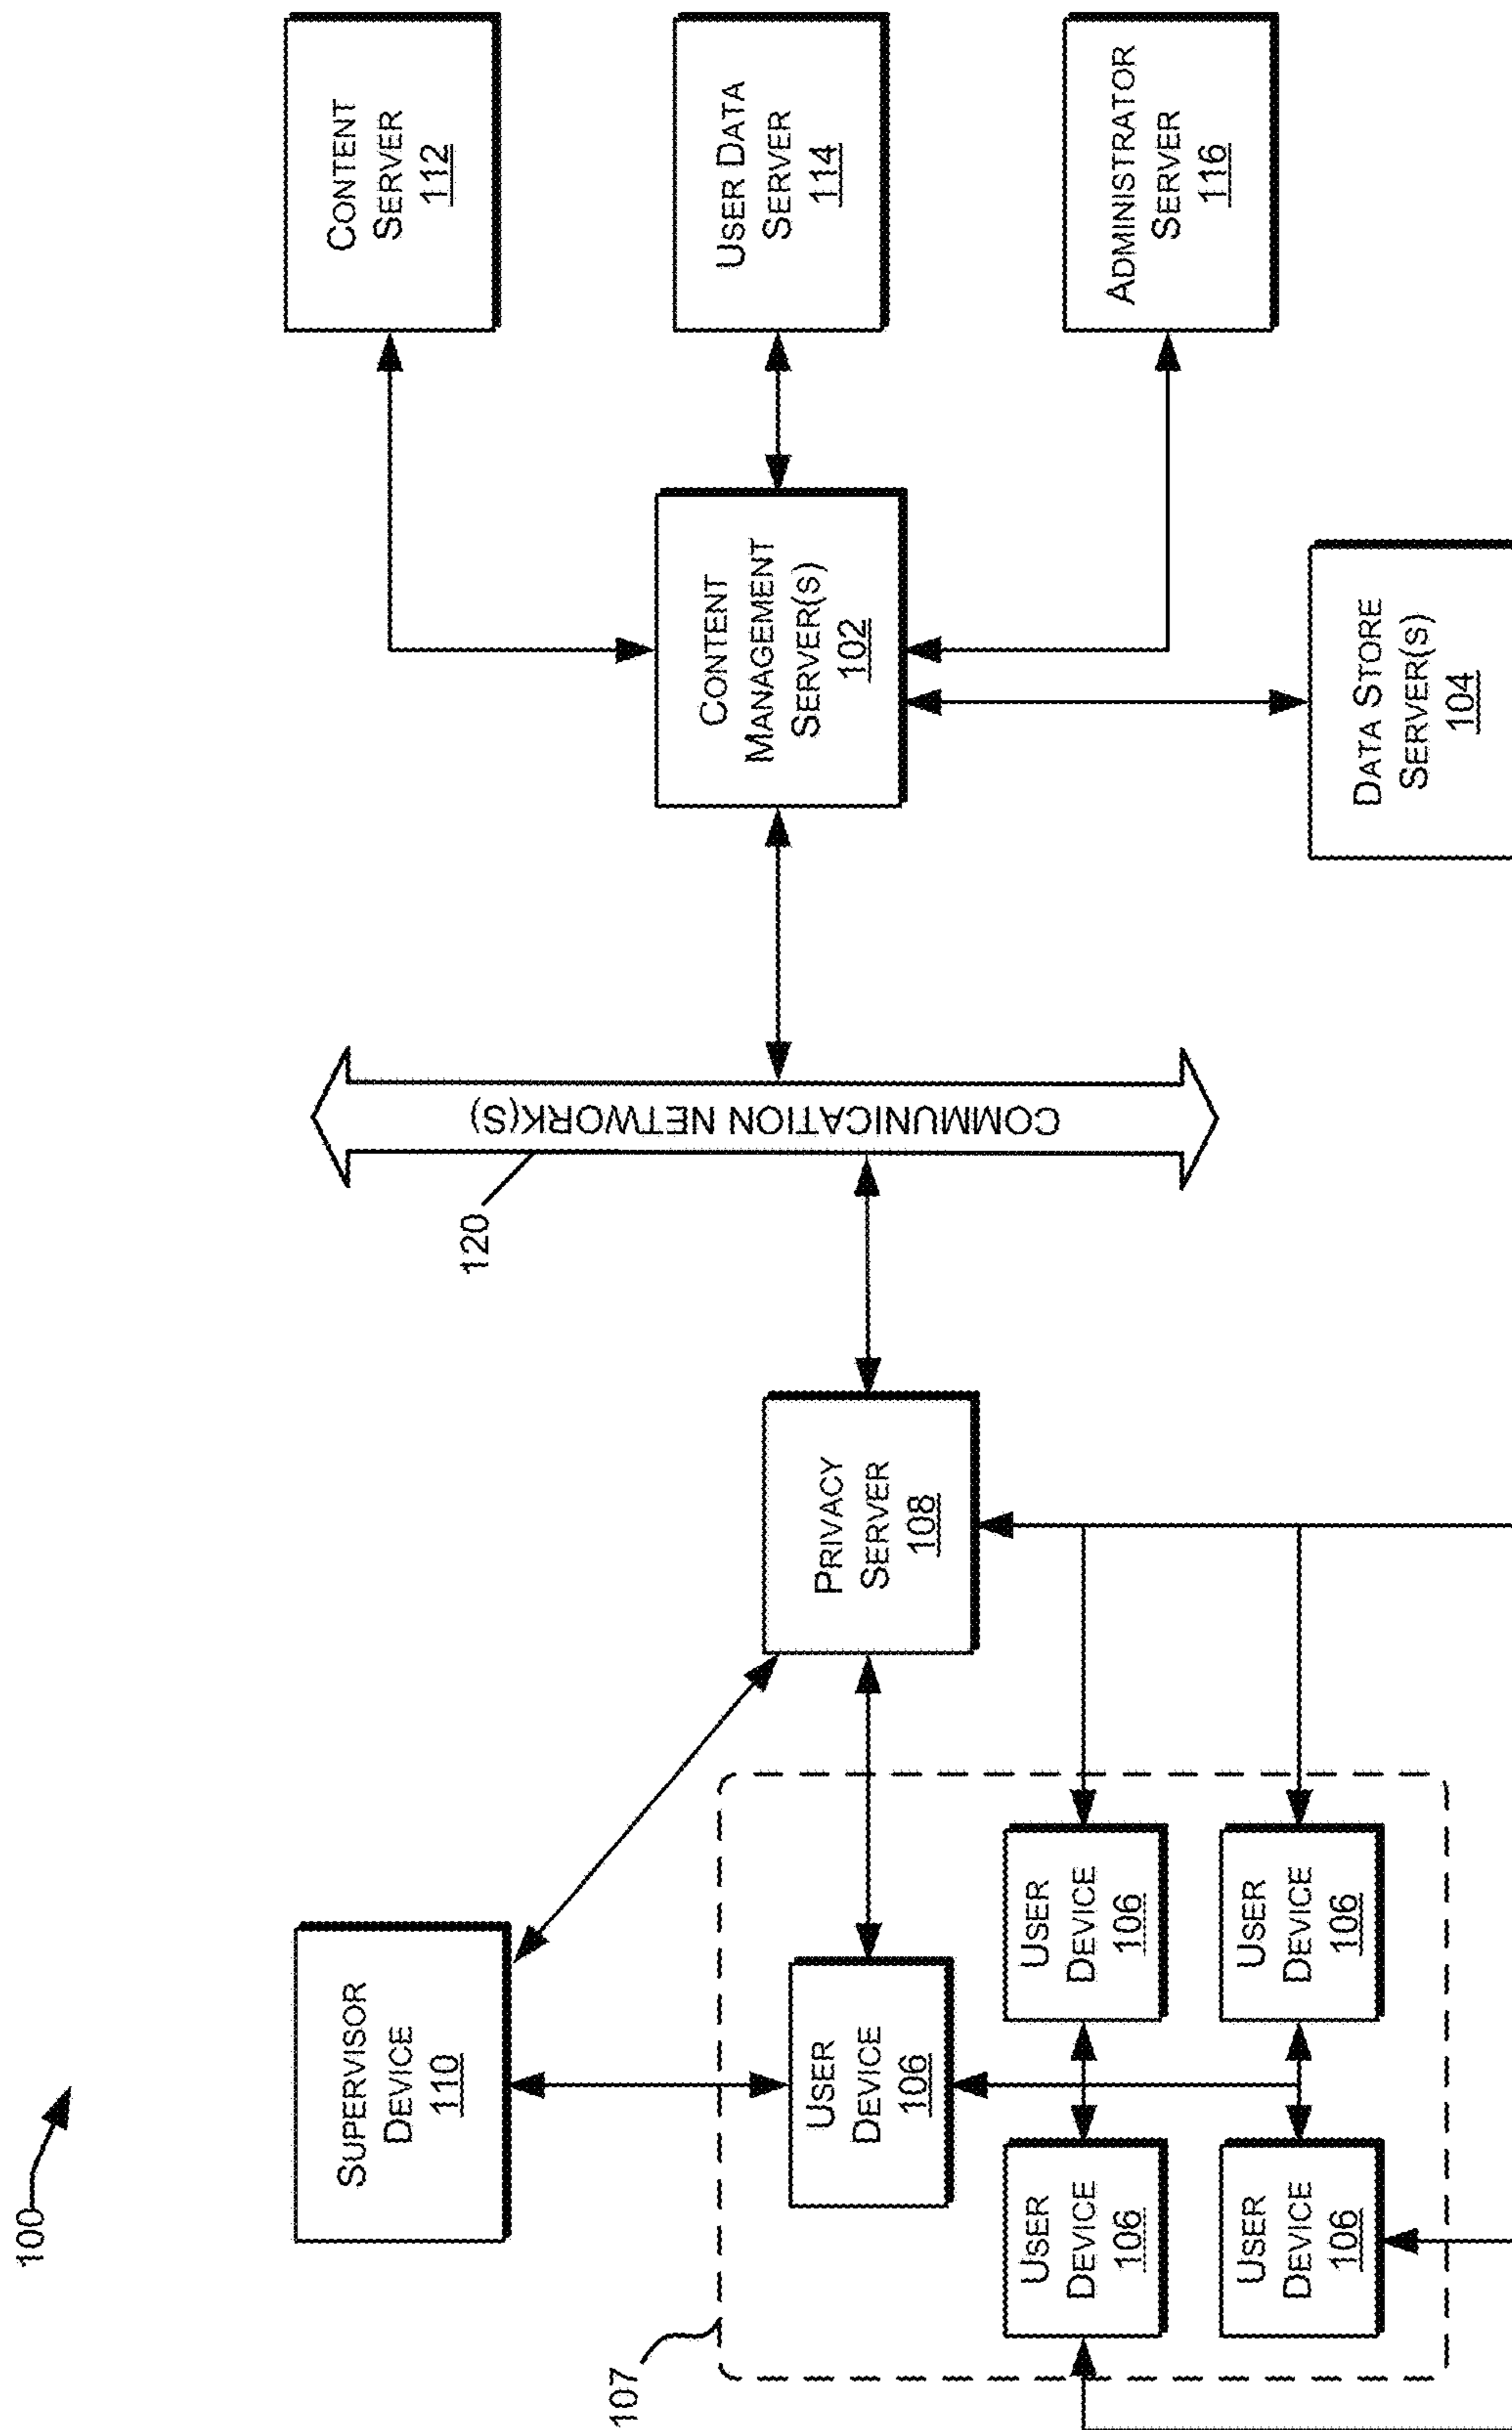 100
SUPERVISOR
DEVICE
110
107
USER
DEVICE
106
USER
DEVICE
106
USER
DEVICE
106
USER
DEVICE
106
USER
DEVICE
106
PRIVACY
SERVER
108
120
COMMUNICATION NETWORK(S)
CONTENT
MANAGEMENT
SERVER(S)
102
DATA STORE
SERVER(S)
104
CONTENT
SERVER
112
USER DATA
SERVER
114
ADMINISTRATOR
SERVER
116